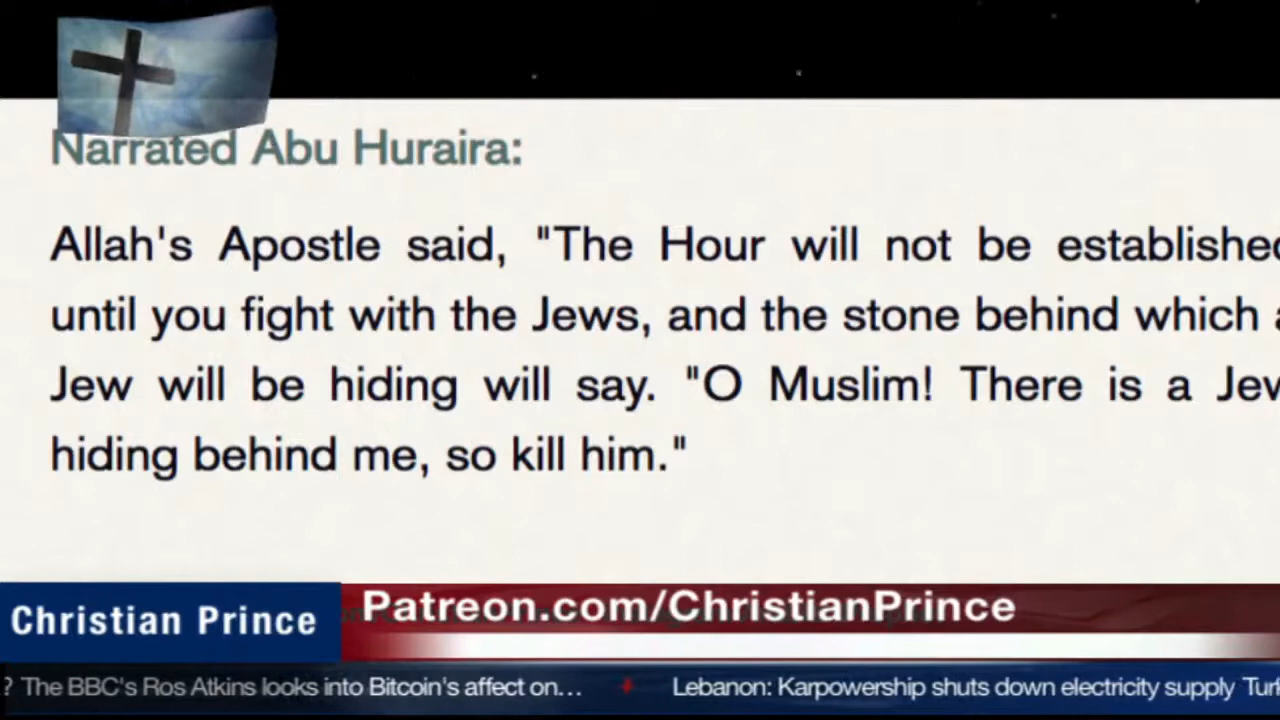 Narrated Abu Huraira:
Allah's Apostle said, "The Hour will not be established
until you fight with the Jews, and the stone behind which a
Jew will be hiding will say. "O Muslim! There is a Jew
hiding behind me, so kill him."
Christian Prince
Patreon.com/ChristianPrince
? The BBC's Ros Atkins looks into Bitcoin's affect on... Lebanon: Karpowership shuts down electricity supply